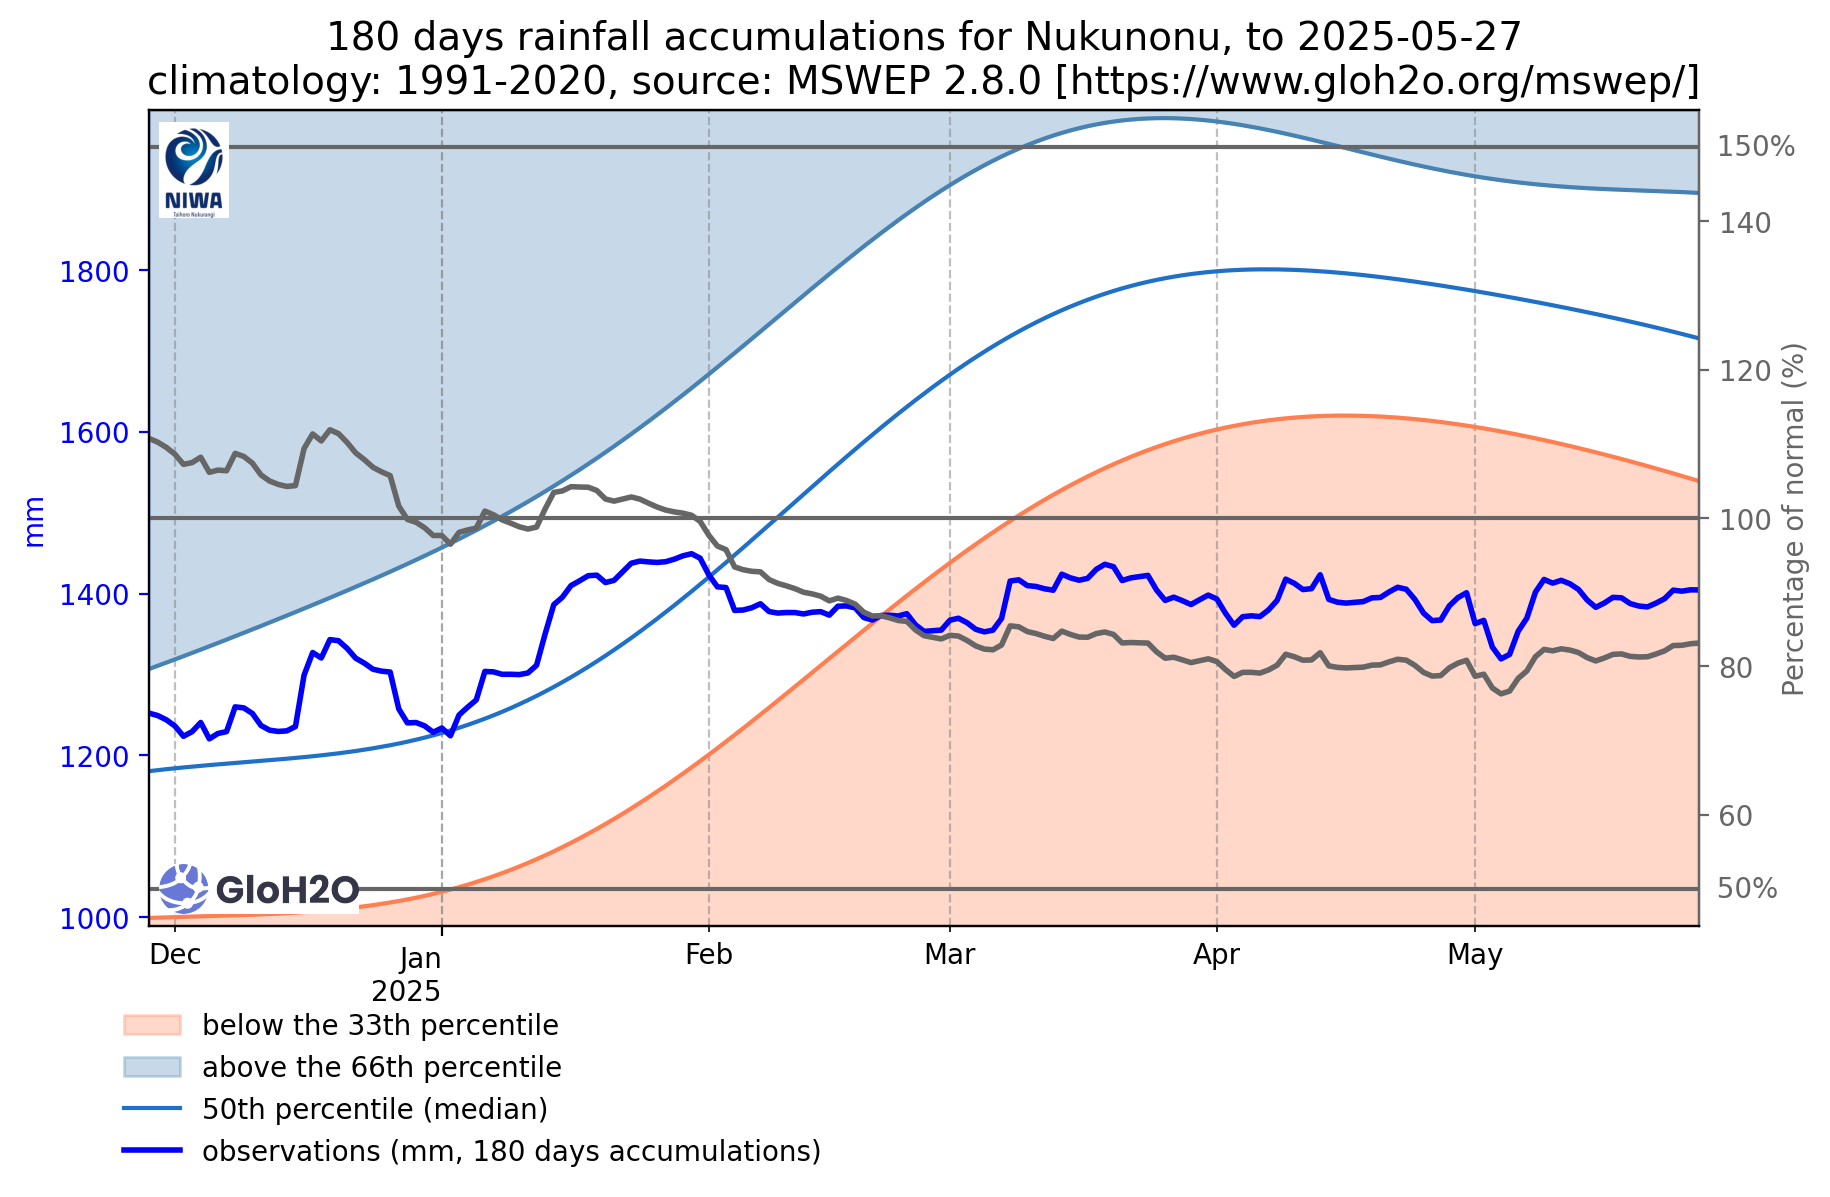 180 days rainfall accumulations for Nukunonu, to 2025-05-27
climatology: 1991-2020, source: MSWEP 2.8.0 [https://www.gloh2o.org/mswep/]
NIWA
Taihoro Nukurangi
150%
140
120
100
80
60
50%
Percentage of normal (%)
1800
1600
1400
1200
1000
mm
GloH2O
Dec
Jan
2025
Feb
Mar
Apr
May
below the 33th percentile
above the 66th percentile
50th percentile (median)
observations (mm, 180 days accumulations)